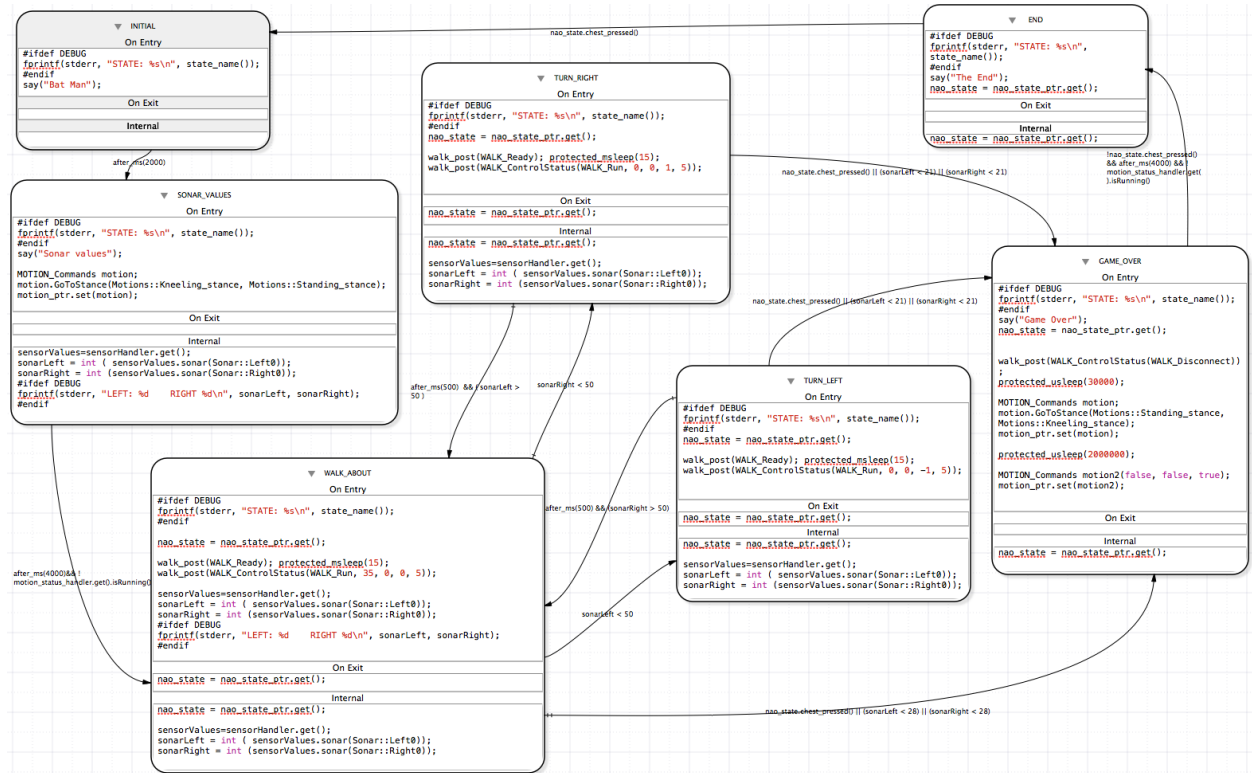 INITIAL
On Entry
#ifdef DEBUG
fprintf(stderr, "STATE: %s\n", state_name());
#endif
say("Bat Man");
On Exit
Internal
after_ms(2000)
nao_state.chest_pressed()
END
On Entry
#ifdef DEBUG
fprintf(stderr, "STATE: %s\n",
state_name());
#endif
say("The End");
nao_state = nao_state_ptr.get();
On Exit
Internal
nao_state = nao_state_ptr.get();
TURN_RIGHT
On Entry
#ifdef DEBUG
fprintf(stderr, "STATE: %s\n", state_name());
#endif
nao_state = nao_state_ptr.get();
walk_post(WALK_Ready); protected_msleep(15);
walk_post(WALK_ControlStatus(WALK_Run, 0, 0, 1, 5));
On Exit
nao_state = nao_state_ptr.get();
Internal
nao_state = nao_state_ptr.get();
sensorValues=sensorHandler.get();
sonarLeft = int ( sensorValues.sonar(Sonar::Left0));
sonarRight = int (sensorValues.sonar(Sonar::Right0));
nao_state.chest_pressed() || (sonarLeft < 21) || (sonarRight < 21)
!nao_state.chest_pressed()
&& after_ms(4000) && !
motion_status_handler.get(
).isRunning()
SONAR_VALUES
On Entry
#ifdef DEBUG
fprintf(stderr, "STATE: %s\n", state_name());
#endif
say("Sonar values");
MOTION_Commands motion;
motion.GoToStance(Motions::Kneeling_stance, Motions::Standing_stance);
motion_ptr.set(motion);
On Exit
Internal
sensorValues=sensorHandler.get();
sonarLeft = int ( sensorValues.sonar(Sonar::Left0));
sonarRight = int (sensorValues.sonar(Sonar::Right0));
#ifdef DEBUG
fprintf(stderr, "LEFT: %d    RIGHT %d\n", sonarLeft, sonarRight);
#endif
GAME_OVER
On Entry
#ifdef DEBUG
fprintf(stderr, "STATE: %s\n", state_name());
#endif
say("Game Over");
nao_state = nao_state_ptr.get();
walk_post(WALK_ControlStatus(WALK_Disconnect))
;
protected_usleep(30000);
MOTION_Commands motion;
motion.GoToStance(Motions::Standing_stance,
Motions::Kneeling_stance);
motion_ptr.set(motion);
protected_usleep(2000000);
MOTION_Commands motion2(false, false, true);
motion_ptr.set(motion2);
On Exit
Internal
nao_state = nao_state_ptr.get();
nao_state.chest_pressed() || (sonarLeft < 21) || (sonarRight < 21)
after_ms(500) && ( sonarLeft >
50 )
sonarRight < 50
TURN_LEFT
On Entry
#ifdef DEBUG
fprintf(stderr, "STATE: %s\n", state_name());
#endif
nao_state = nao_state_ptr.get();
walk_post(WALK_Ready); protected_msleep(15);
walk_post(WALK_ControlStatus(WALK_Run, 0, 0, -1, 5));
On Exit
nao_state = nao_state_ptr.get();
Internal
nao_state = nao_state_ptr.get();
sensorValues=sensorHandler.get();
sonarLeft = int ( sensorValues.sonar(Sonar::Left0));
sonarRight = int (sensorValues.sonar(Sonar::Right0));
WALK_ABOUT
On Entry
#ifdef DEBUG
fprintf(stderr, "STATE: %s\n", state_name());
#endif
nao_state = nao_state_ptr.get();
walk_post(WALK_Ready); protected_msleep(15);
walk_post(WALK_ControlStatus(WALK_Run, 35, 0, 0, 5));
sensorValues=sensorHandler.get();
sonarLeft = int ( sensorValues.sonar(Sonar::Left0));
sonarRight = int (sensorValues.sonar(Sonar::Right0));
#ifdef DEBUG
fprintf(stderr, "LEFT: %d    RIGHT %d\n", sonarLeft, sonarRight);
#endif
On Exit
nao_state = nao_state_ptr.get();
Internal
nao_state = nao_state_ptr.get();
sensorValues=sensorHandler.get();
sonarLeft = int ( sensorValues.sonar(Sonar::Left0));
sonarRight = int (sensorValues.sonar(Sonar::Right0));
after_ms(500) && (sonarRight > 50)
after_ms(4000)&& !
motion_status_handler.get().isRunning()
sonarLeft < 50
nao_state.chest_pressed() || (sonarLeft < 28) || (sonarRight < 28)